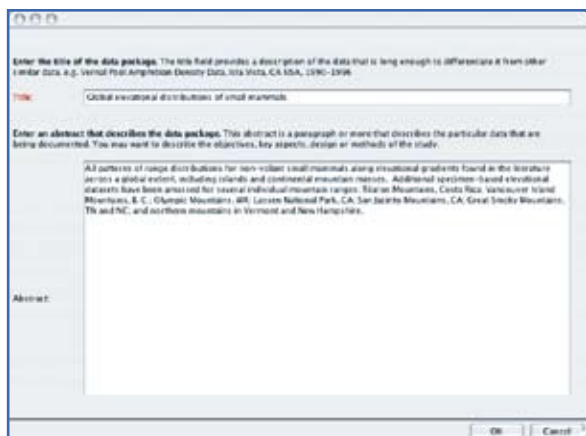 Enter the title of the data package. The title field provides a description of the data that is long enough to differentiate it from other
similar data. e.g. Vernal Pool Amphibian Density Data, Isla Vista, CA USA, 1990-1996
Title:
Global elevational distributions of small mammals
Enter an abstract that describes the data package. This abstract is a paragraph or more that describes the particular data that are
being documented. You may want to describe the objectives, key aspects, design or methods of the study.
All patterns of range distributions for non-volant small mammals along elevational gradients found in the literature
across a global extent, including islands and continental mountain masses. Additional specimen-based elevational
datasets have been amassed for several individual mountain ranges: Mountains, Costa Rica, Vancouver Island
Mountains, B. C.; Olympic Mountains, Lassen National Park, CA; San Jacinto Mountains, CA; Great Smoky Mountains,
TN and NC; and northern mountains in Vermont and New Hampshire.
Abstract:
OK
Cancel